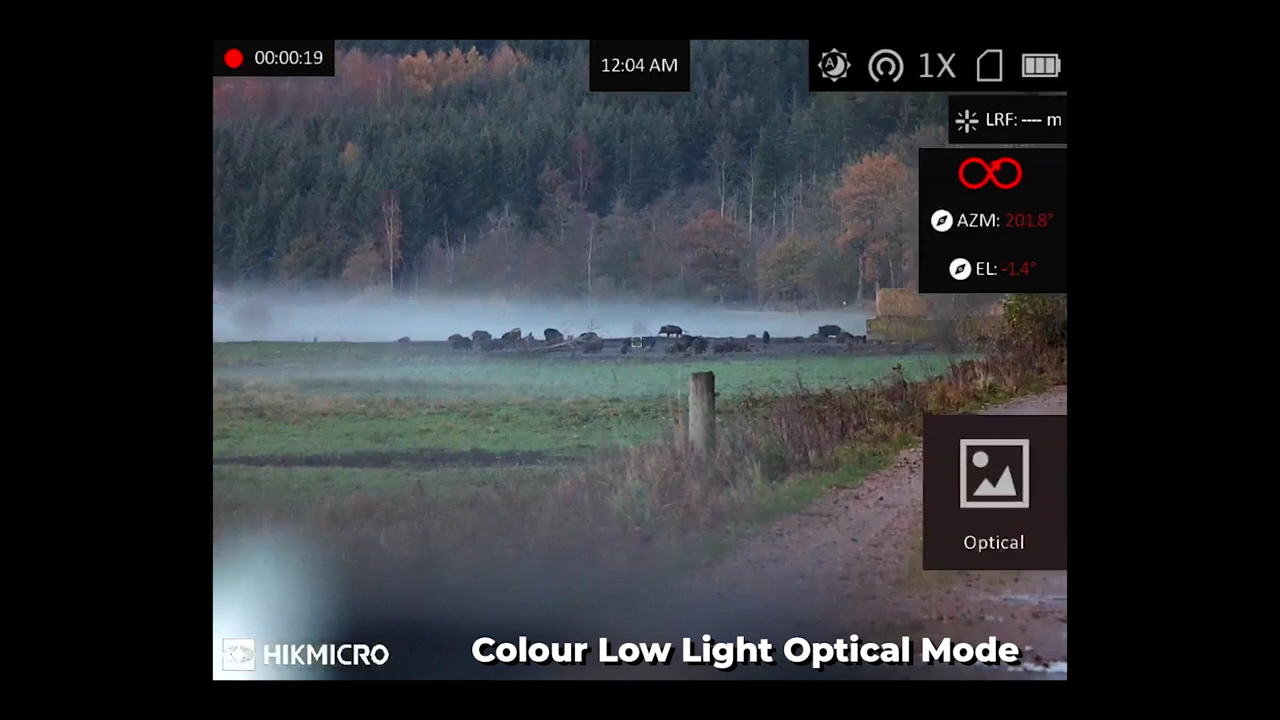 00:00:19
12:04 AM
A
1X
LRF: ---- m
AZM: 201.8°
EL: -1.4°
Optical
HIKMICRO
Colour Low Light Optical Mode